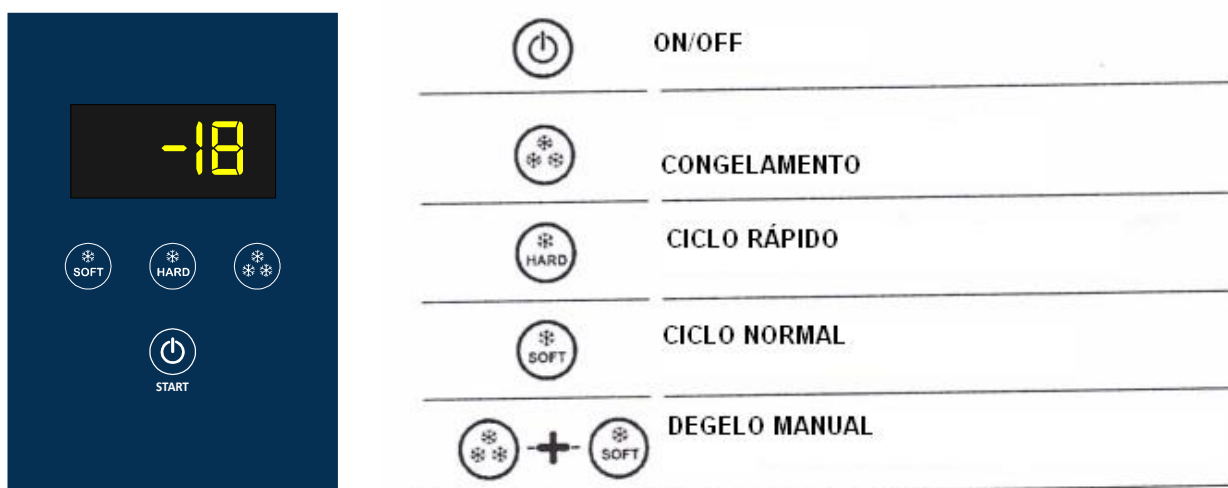 -18
SOFT
HARD
START
ON/OFF
CONGELAMENTO
HARD
CICLO RÁPIDO
SOFT
CICLO NORMAL
SOFT
DEGELO MANUAL